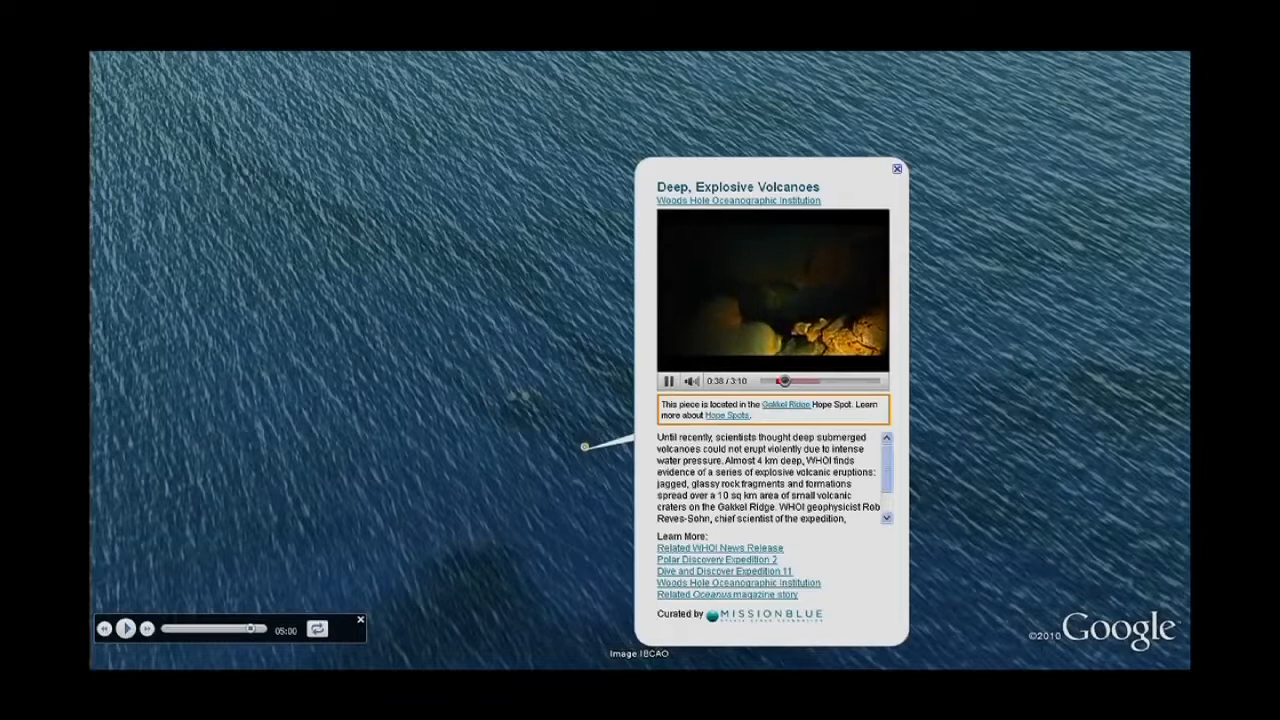 Deep, Explosive Volcanoes
Woods Hole Oceanographic Institution
0:38 / 3:10
This piece is located in the Gakkel Ridge Hope Spot. Learn
more about Hope Spots.
Until recently, scientists thought deep submerged
volcanoes could not erupt violently due to intense
water pressure. Almost 4 km deep, WHOI finds
evidence of a series of explosive volcanic eruptions:
jagged, glassy rock fragments and formations
spread over a 10 sq km area of small volcanic
craters on the Gakkel Ridge. WHOI geophysicist Rob
Reves-Sohn, chief scientist of the expedition,
Learn More:
Related WHOI News Release
Polar Discovery Expedition 2
Dive and Discover Expedition 11
Woods Hole Oceanographic Institution
Related Oceanus magazine story
Curated by MISSIONBLUE
05:00
©2010 Google
Image IBCAO